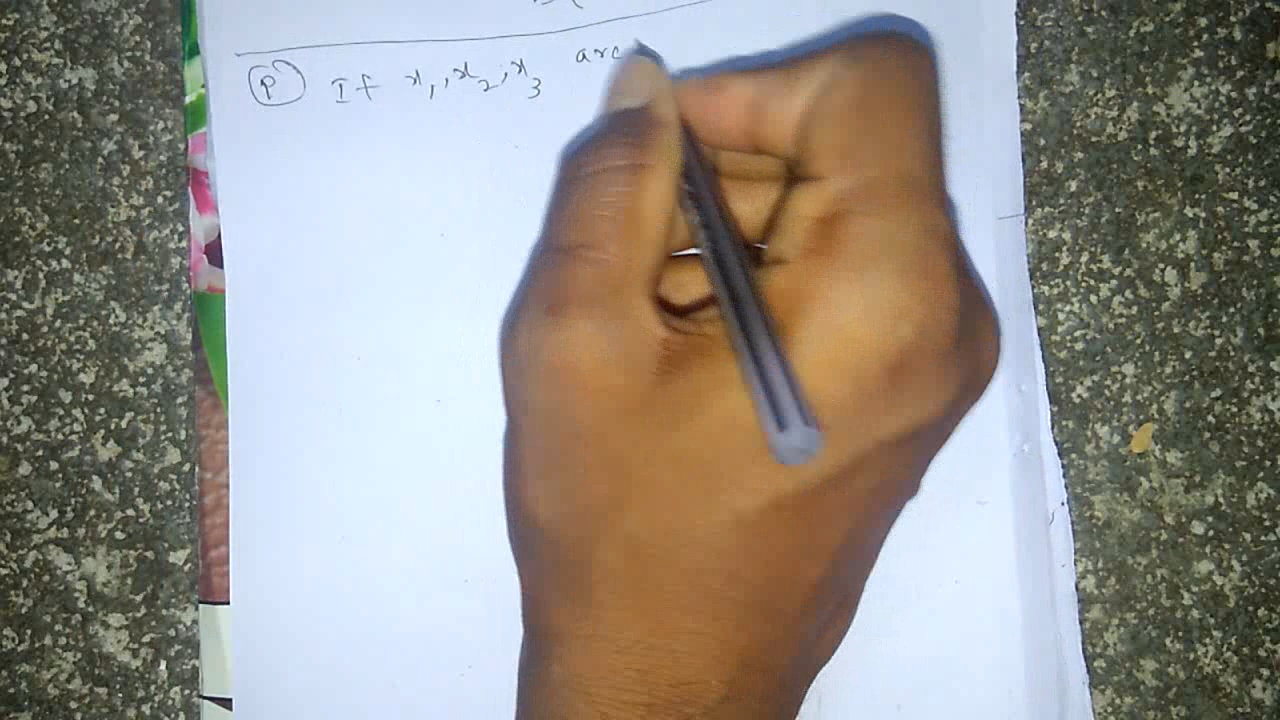 (P) If x₁, x₂, x₃ are